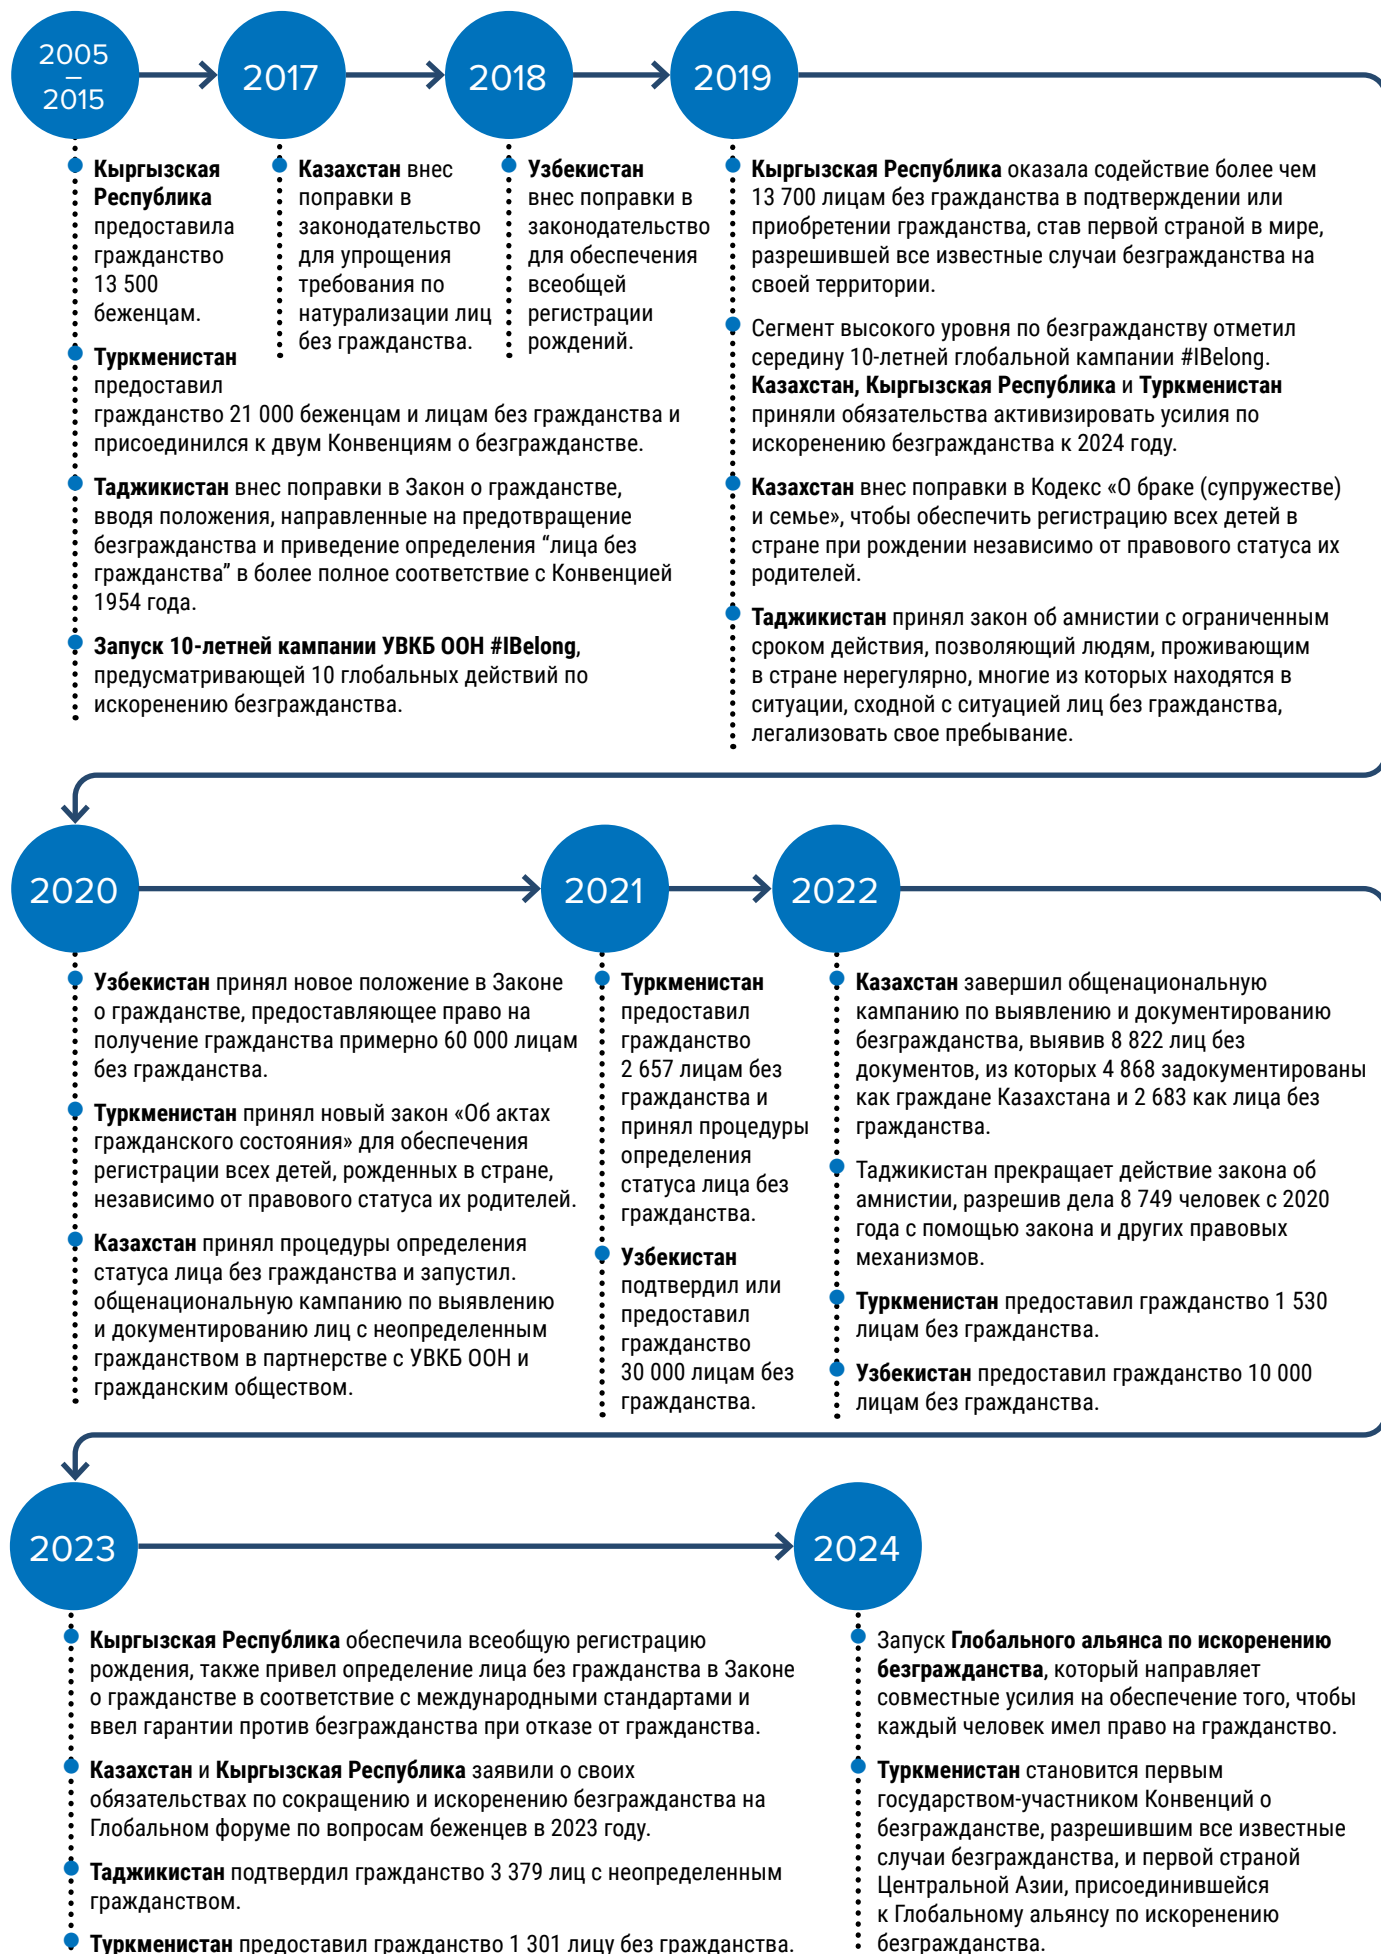 2005
–
2015
2017
2018
2019
Кыргызская
Республика
предоставила
гражданство
13 500
беженцам.
Туркменистан
предоставил
гражданство 21 000 беженцам и лицам без гражданства и
присоединился к двум Конвенциям о безгражданстве.
Таджикистан внес поправки в Закон о гражданстве,
вводя положения, направленные на предотвращение
безгражданства и приведение определения “лица без
гражданства” в более полное соответствие с Конвенцией
1954 года.
Запуск 10-летней кампании УВКБ ООН #IBelong,
предусматривающей 10 глобальных действий по
искоренению безгражданства.
Казахстан внес
поправки в
законодательство
для упрощения
требования по
натурализации лиц
без гражданства.
Узбекистан
внес поправки в
законодательство
для обеспечения
всеобщей
регистрации
рождений.
Кыргызская Республика оказала содействие более чем
13 700 лицам без гражданства в подтверждении или
приобретении гражданства, став первой страной в мире,
разрешившей все известные случаи безгражданства на
своей территории.
Сегмент высокого уровня по безгражданству отметил
середину 10-летней глобальной кампании #IBelong.
Казахстан, Кыргызская Республика и Туркменистан
приняли обязательства активизировать усилия по
искоренению безгражданства к 2024 году.
Казахстан внес поправки в Кодекс «О браке (супружестве)
и семье», чтобы обеспечить регистрацию всех детей в
стране при рождении независимо от правового статуса их
родителей.
Таджикистан принял закон об амнистии с ограниченным
сроком действия, позволяющий людям, проживающим
в стране нерегулярно, многие из которых находятся в
ситуации, сходной с ситуацией лиц без гражданства,
легализовать свое пребывание.
2020
2021
2022
Узбекистан принял новое положение в Законе
о гражданстве, предоставляющее право на
получение гражданства примерно 60 000 лицам
без гражданства.
Туркменистан принял новый закон «Об актах
гражданского состояния» для обеспечения
регистрации всех детей, рожденных в стране,
независимо от правового статуса их родителей.
Казахстан принял процедуры определения
статуса лица без гражданства и запустил.
общенациональную кампанию по выявлению
и документированию лиц с неопределенным
гражданством в партнерстве с УВКБ ООН и
гражданским обществом.
Туркменистан
предоставил
гражданство
2 657 лицам без
гражданства и
принял процедуры
определения
статуса лица без
гражданства.
Узбекистан
подтвердил или
предоставил
гражданство
30 000 лицам без
гражданства.
Казахстан завершил общенациональную
кампанию по выявлению и документированию
безгражданства, выявив 8 822 лиц без
документов, из которых 4 868 задокументированы
как граждане Казахстана и 2 683 как лица без
гражданства.
Таджикистан прекращает действие закона об
амнистии, разрешив дела 8 749 человек с 2020
года с помощью закона и других правовых
механизмов.
Туркменистан предоставил гражданство 1 530
лицам без гражданства.
Узбекистан предоставил гражданство 10 000
лицам без гражданства.
2023
2024
Кыргызская Республика обеспечила всеобщую регистрацию
рождения, также привел определение лица без гражданства в Законе
о гражданстве в соответствие с международными стандартами и
ввел гарантии против безгражданства при отказе от гражданства.
Казахстан и Кыргызская Республика заявили о своих
обязательствах по сокращению и искоренению безгражданства на
Глобальном форуме по вопросам беженцев в 2023 году.
Таджикистан подтвердил гражданство 3 379 лиц с неопределенным
гражданством.
Туркменистан предоставил гражданство 1 301 лицу без гражданства.
Запуск Глобального альянса по искоренению
безгражданства, который направляет
совместные усилия на обеспечение того, чтобы
каждый человек имел право на гражданство.
Туркменистан становится первым
государством-участником Конвенций о
безгражданстве, разрешившим все известные
случаи безгражданства, и первой страной
Центральной Азии, присоединившейся
к Глобальному альянсу по искоренению
безгражданства.